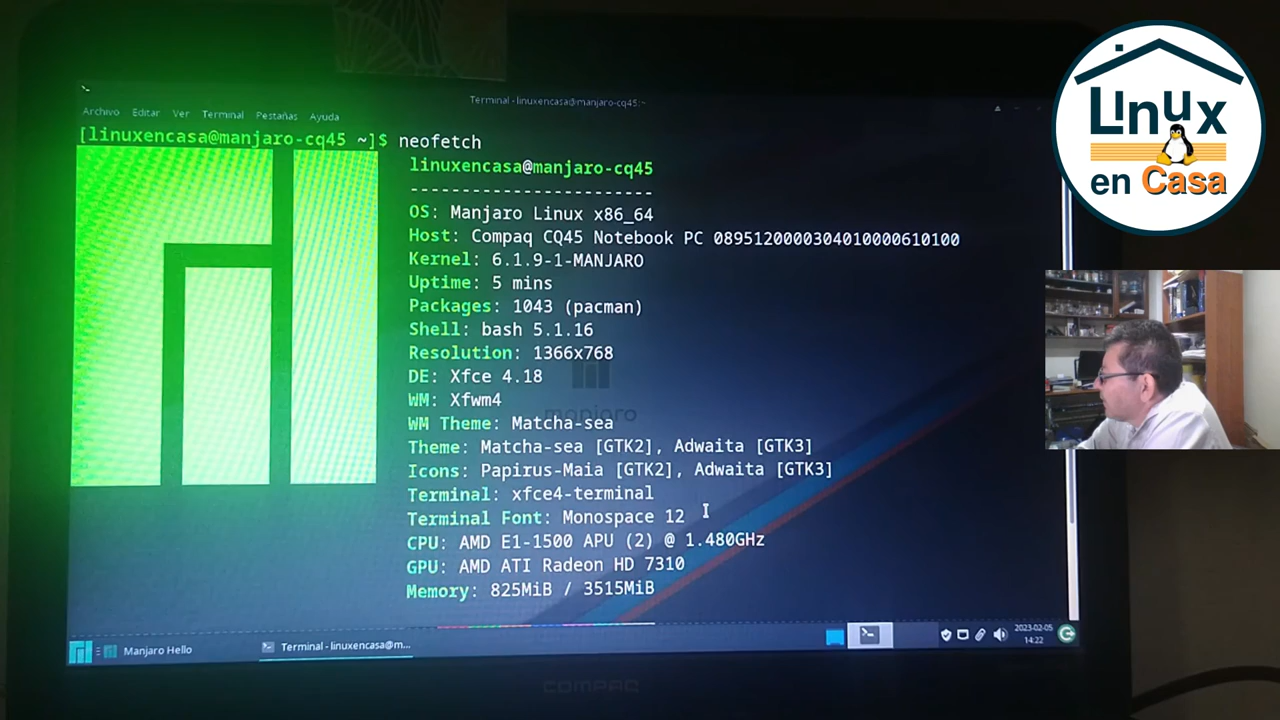 Terminal - linuxencasa@manjaro-cq45:~
Archivo Editar Ver Terminal Pestañas Ayuda
[linuxencasa@manjaro-cq45 ~]$ neofetch
linuxencasa@manjaro-cq45
------------------------
OS: Manjaro Linux x86_64
Host: Compaq CQ45 Notebook PC 0895120000304010000610100
Kernel: 6.1.9-1-MANJARO
Uptime: 5 mins
Packages: 1043 (pacman)
Shell: bash 5.1.16
Resolution: 1366x768
DE: Xfce 4.18
WM: Xfwm4
manjaro
WM Theme: Matcha-sea
Theme: Matcha-sea [GTK2], Adwaita [GTK3]
Icons: Papirus-Maia [GTK2], Adwaita [GTK3]
Terminal: xfce4-terminal
Terminal Font: Monospace 12
CPU: AMD E1-1500 APU (2) @ 1.480GHz
GPU: AMD ATI Radeon HD 7310
Memory: 825MiB / 3515MiB
Manjaro Hello
Terminal - linuxencasa@m...
2023-02-05
14:22
COMPAQ
Linux
en Casa